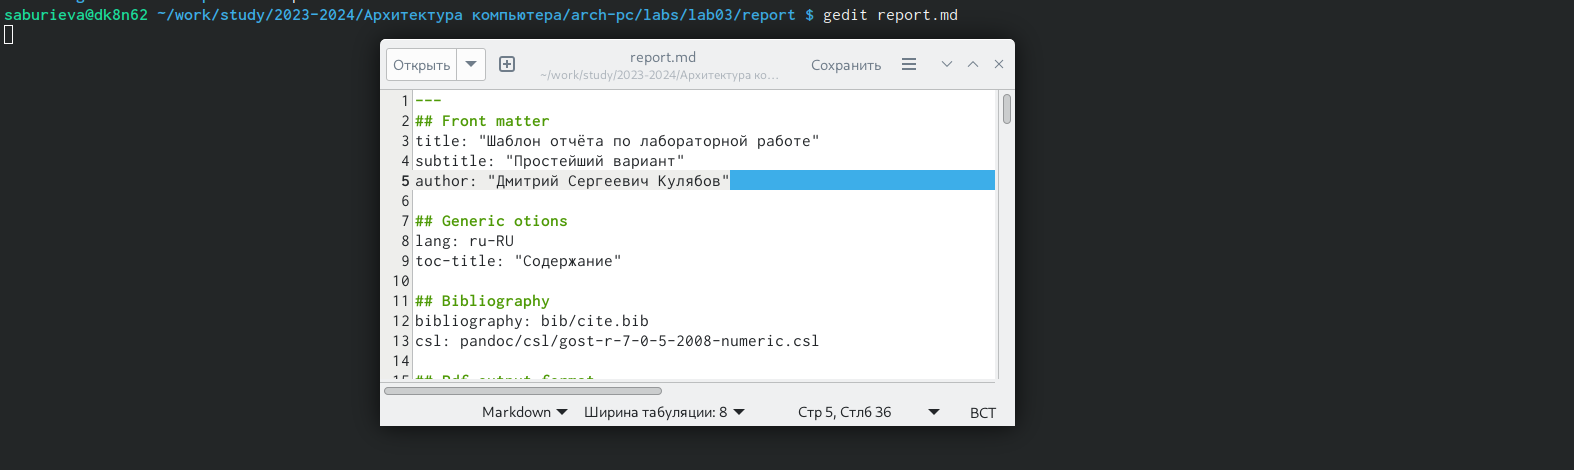 saburieva@dk8n62 ~/work/study/2023-2024/Архитектура компьютера/arch-pc/labs/lab03/report $ gedit report.md
Открыть
report.md
~/work/study/2023-2024/Архитектура ко...
Сохранить
1 ---
2 ## Front matter
3 title: "Шаблон отчёта по лабораторной работе"
4 subtitle: "Простейший вариант"
5 author: "Дмитрий Сергеевич Кулябов"
6
7 ## Generic otions
8 lang: ru-RU
9 toc-title: "Содержание"
10
11 ## Bibliography
12 bibliography: bib/cite.bib
13 csl: pandoc/csl/gost-r-7-0-5-2008-numeric.csl
14
15 ## Pdf output format
Markdown Ширина табуляции: 8 Стр 5, Стлб 36 ВСТ